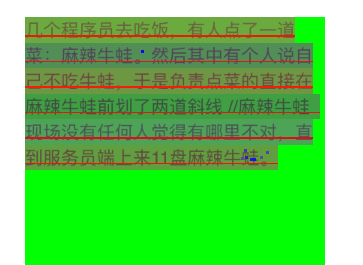 几个程序员去吃饭，有人点了一道
菜：麻辣牛蛙。然后其中有个人说自
己不吃牛蛙，于是负责点菜的直接在
麻辣牛蛙前划了两道斜线 //麻辣牛蛙
现场没有任何人觉得有哪里不对，直
到服务员端上来11盘麻辣牛蛙。